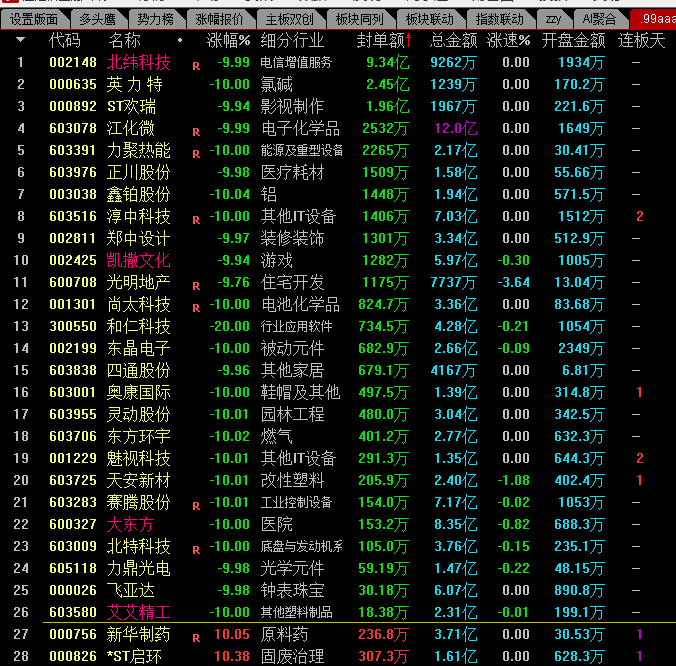 设置版面 多头鹰 势力榜 涨幅报价 主板双创 板块同列 板块联动 指数联动 zzy AI聚合 .99aaa
代码 名称 涨幅% 细分行业 封单额↑ 总金额 涨速% 开盘金额 连板天
1 002148 北纬科技 R -9.99 电信增值服务 9.34亿 9262万 0.00 1934万 —
2 000635 英力特 -10.00 氯碱 2.45亿 1239万 0.00 170.2万 —
3 000892 ST欢瑞 -9.94 影视制作 1.96亿 1967万 0.00 221.6万 —
4 603078 江化微 R -9.99 电子化学品 2532万 12.0亿 0.00 1649万 —
5 603391 力聚热能 R -10.00 能源及重型设备 2265万 2.17亿 0.00 30.41万 —
6 603976 正川股份 -9.98 医疗耗材 1509万 1.58亿 0.00 55.66万 —
7 003038 鑫铂股份 -10.04 铝 1448万 1.94亿 0.00 571.5万 —
8 603516 淳中科技 R -10.00 其他IT设备 1406万 7.03亿 0.00 1512万 2
9 002811 郑中设计 -9.97 装修装饰 1301万 3.34亿 0.00 512.9万 —
10 002425 凯撒文化 -9.94 游戏 1282万 5.97亿 -0.30 1005万 —
11 600708 光明地产 R -9.76 住宅开发 1175万 7737万 -3.64 13.04万 —
12 001301 尚太科技 R -10.00 电池化学品 824.7万 3.36亿 0.00 83.68万 —
13 300550 和仁科技 -20.00 行业应用软件 734.5万 4.28亿 -0.21 1054万 —
14 002199 东晶电子 -10.00 被动元件 682.9万 2.66亿 -0.09 2349万 —
15 603838 四通股份 -9.96 其他家居 679.1万 4167万 0.00 6.81万 —
16 603001 奥康国际 -10.00 鞋帽及其他 497.5万 1.39亿 0.00 314.8万 1
17 603955 灵动股份 -10.01 园林工程 480.0万 3.04亿 0.00 342.5万 —
18 603706 东方环宇 -10.02 燃气 401.2万 2.77亿 0.00 632.3万 —
19 001229 魅视科技 -10.01 其他IT设备 291.3万 1.35亿 0.00 644.3万 2
20 603725 天安新材 -10.01 改性塑料 205.9万 2.40亿 -1.08 402.4万 1
21 603283 赛腾股份 R -10.01 工业控制设备 154.0万 7.17亿 -0.02 1053万 —
22 600327 大东方 -10.00 医院 153.2万 8.35亿 -0.82 688.3万 —
23 603009 北特科技 R -10.00 底盘与发动机系 105.0万 3.76亿 -0.15 235.1万 —
24 605118 力鼎光电 -9.98 光学元件 59.19万 1.47亿 -0.22 48.15万 —
25 000026 飞亚达 -9.98 钟表珠宝 30.18万 6.07亿 0.00 890.8万 —
26 603580 艾艾精工 -10.00 其他塑料制品 18.38万 2.31亿 -0.01 199.1万 —
27 000756 新华制药 R 10.05 原料药 236.8万 3.71亿 0.00 30.53万 1
28 000826 *ST启环 10.38 固废治理 307.3万 1.61亿 0.00 628.3万 1